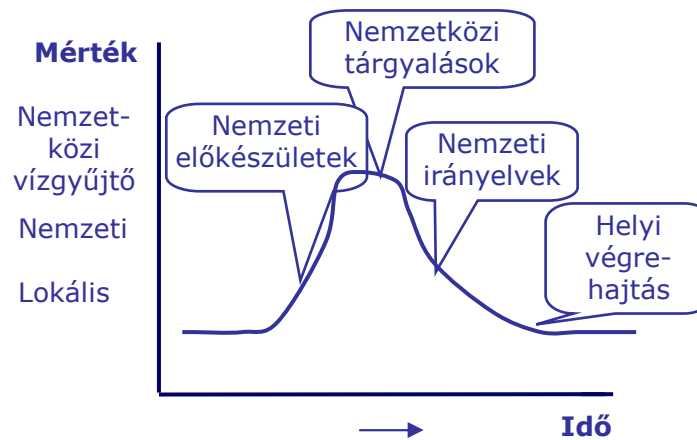 Mérték
Nemzet-
közi
vízgyűjtő
Nemzeti
Lokális
Nemzeti
előkészületek
Nemzetközi
tárgyalások
Nemzeti
irányelvek
Helyi
végre-
hajtás
Idő